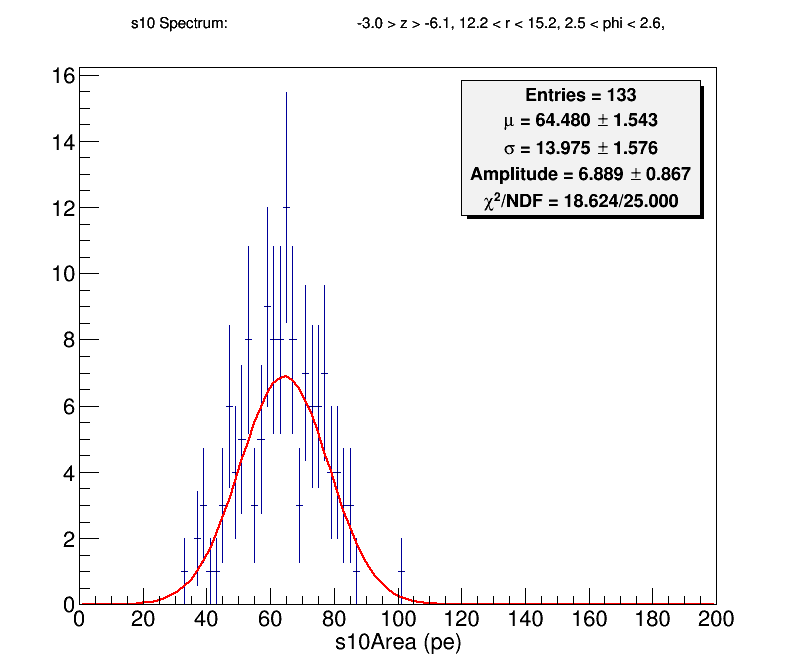 s10 Spectrum: -3.0 > z > -6.1, 12.2 < r < 15.2, 2.5 < phi < 2.6,
Entries = 133
μ = 64.480 ± 1.543
σ = 13.975 ± 1.576
Amplitude = 6.889 ± 0.867
χ²/NDF = 18.624/25.000
16
14
12
10
8
6
4
2
0
0 20 40 60 80 100 120 140 160 180 200
s10Area (pe)